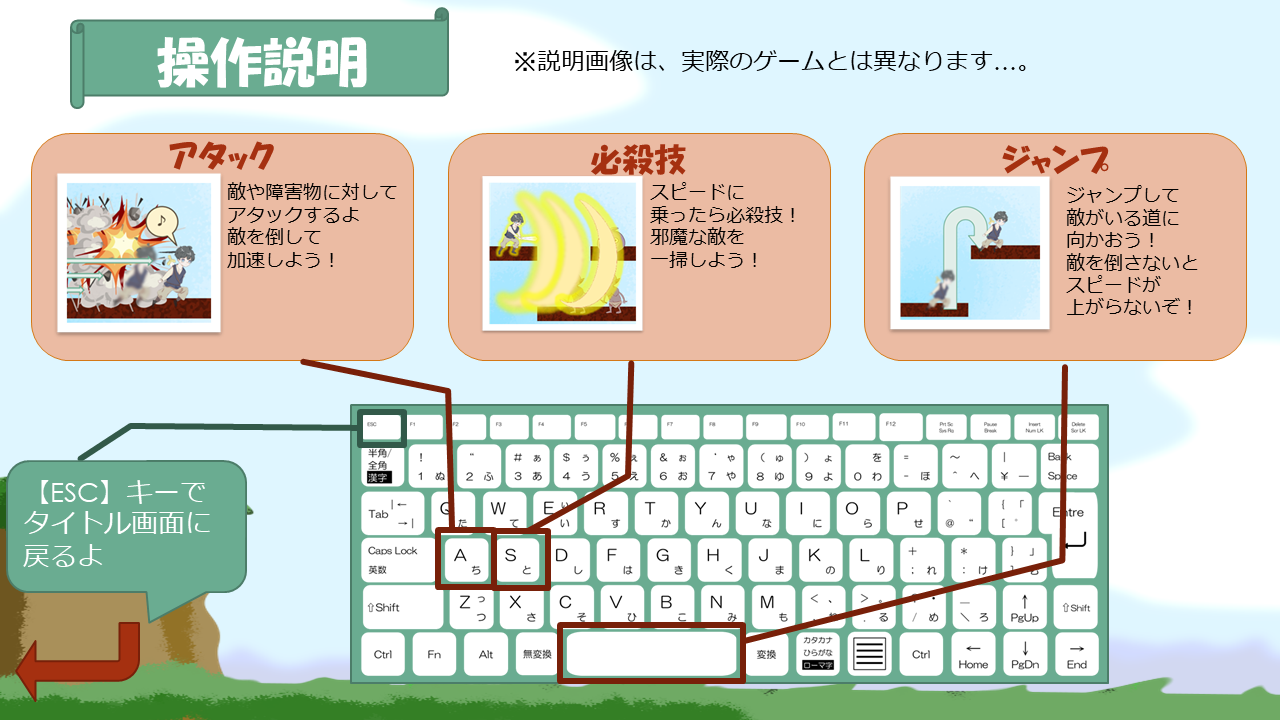 操作説明
※説明画像は、実際のゲームとは異なります…。
アタック
敵や障害物に対して
アタックするよ
敵を倒して
加速しよう！
必殺技
スピードに
乗ったら必殺技！
邪魔な敵を
一掃しよう！
ジャンプ
ジャンプして
敵がいる道に
向かおう！
敵を倒さないと
スピードが
上がらないぞ！
【ESC】キーで
タイトル画面に
戻るよ
ESC F1 F2 F3 F4 F5 F7 F8 F9 F10 F11 F12 Prt Sc Pause Insert Delete
Sys Rq Break Num LK Scr LK
半角/
全角
漢字
! " # ぁ $ ぅ % ぇ & ぉ ' ゃ ( ゅ ) ょ を = ～ | Back
1 ぬ 2 ふ 3 あ 4 う 5 え 6 お 7 や 8 ゆ 9 よ 0 わ - ほ ^ へ ￥ ー Space
Tab |← →|
Q W E ぃ R T Y U I O P ` { 「 Entre
た て い す か ん な に ら せ @ ゛ [ ゜
Caps Lock A S D F G H J K L + * } 」
英数 ち と し は き く ま の り ; れ : け ] む
⇧Shift Z っ X C V B N M < 、 > 。 ? ・ ＿ ↑ ⇧Shift
つ さ そ ひ こ み も . る / め ＼ ろ PgUp
Ctrl Fn Alt 無変換 変換 カタカナ Ctrl ← ↓ →
ひらがな Home PgDn End
ローマ字